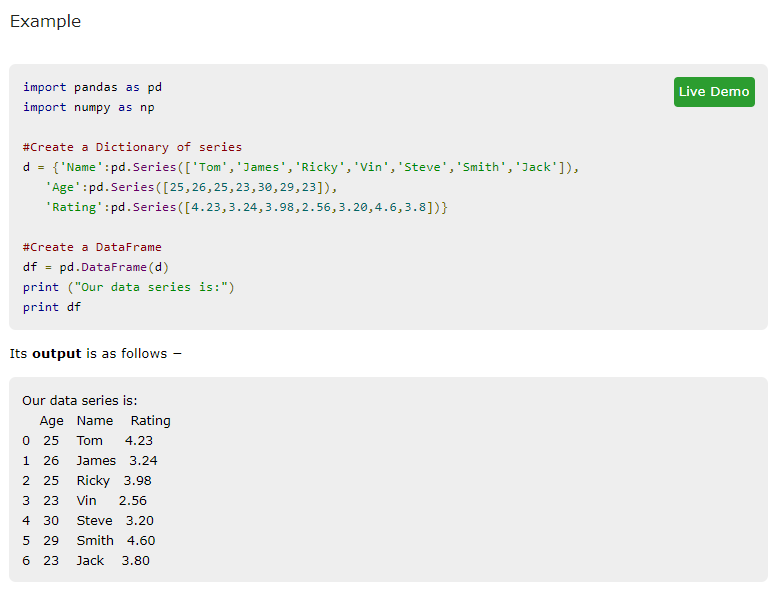 Example
Live Demo
import pandas as pd
import numpy as np
#Create a Dictionary of series
d = {'Name':pd.Series(['Tom','James','Ricky','Vin','Steve','Smith','Jack']),
'Age':pd.Series([25,26,25,23,30,29,23]),
'Rating':pd.Series([4.23,3.24,3.98,2.56,3.20,4.6,3.8])}
#Create a DataFrame
df = pd.DataFrame(d)
print ("Our data series is:")
print df
Its output is as follows −
Our data series is:
Age Name Rating
0 25 Tom 4.23
1 26 James 3.24
2 25 Ricky 3.98
3 23 Vin 2.56
4 30 Steve 3.20
5 29 Smith 4.60
6 23 Jack 3.80